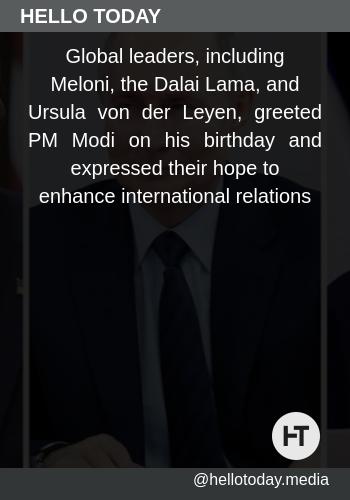 HELLO TODAY
Global leaders, including
Meloni, the Dalai Lama, and
Ursula von der Leyen, greeted
PM Modi on his birthday and
expressed their hope to
enhance international relations
HT
@hellotoday.media